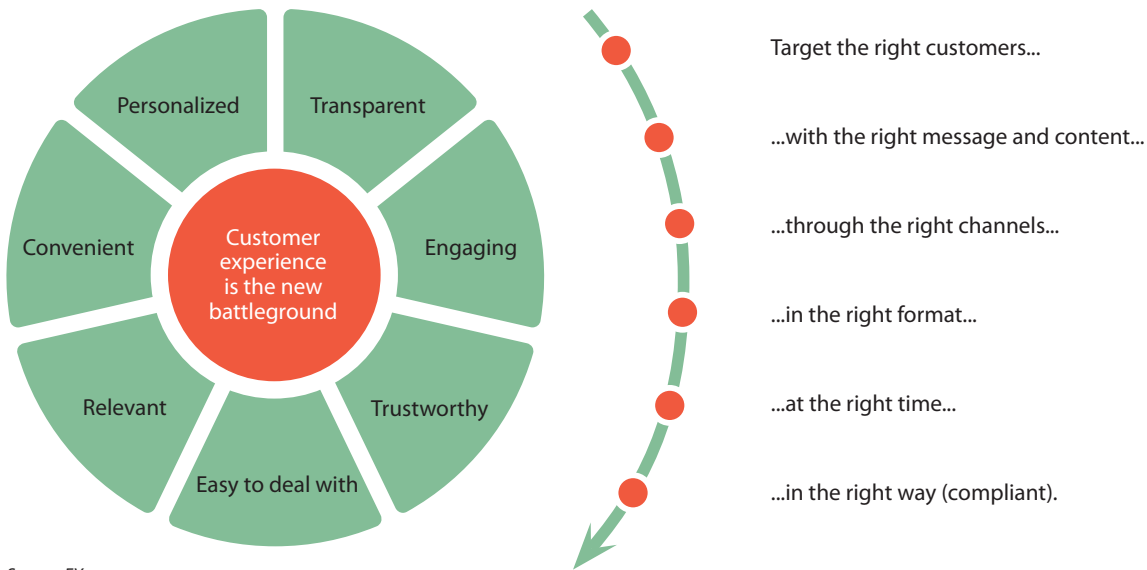 Personalized
Transparent
Convenient
Engaging
Relevant
Trustworthy
Easy to deal with
Customer
experience
is the new
battleground
Target the right customers...
...with the right message and content...
...through the right channels...
...in the right format...
...at the right time...
...in the right way (compliant).